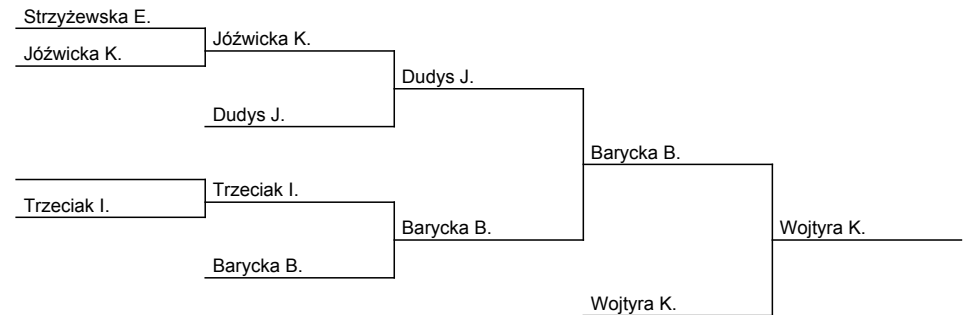 Strzyżewska E.
Jóźwicka K.
Jóźwicka K.
Dudys J.
Dudys J.
Barycka B.
Trzeciak I.
Trzeciak I.
Barycka B.
Wojtyra K.
Barycka B.
Wojtyra K.